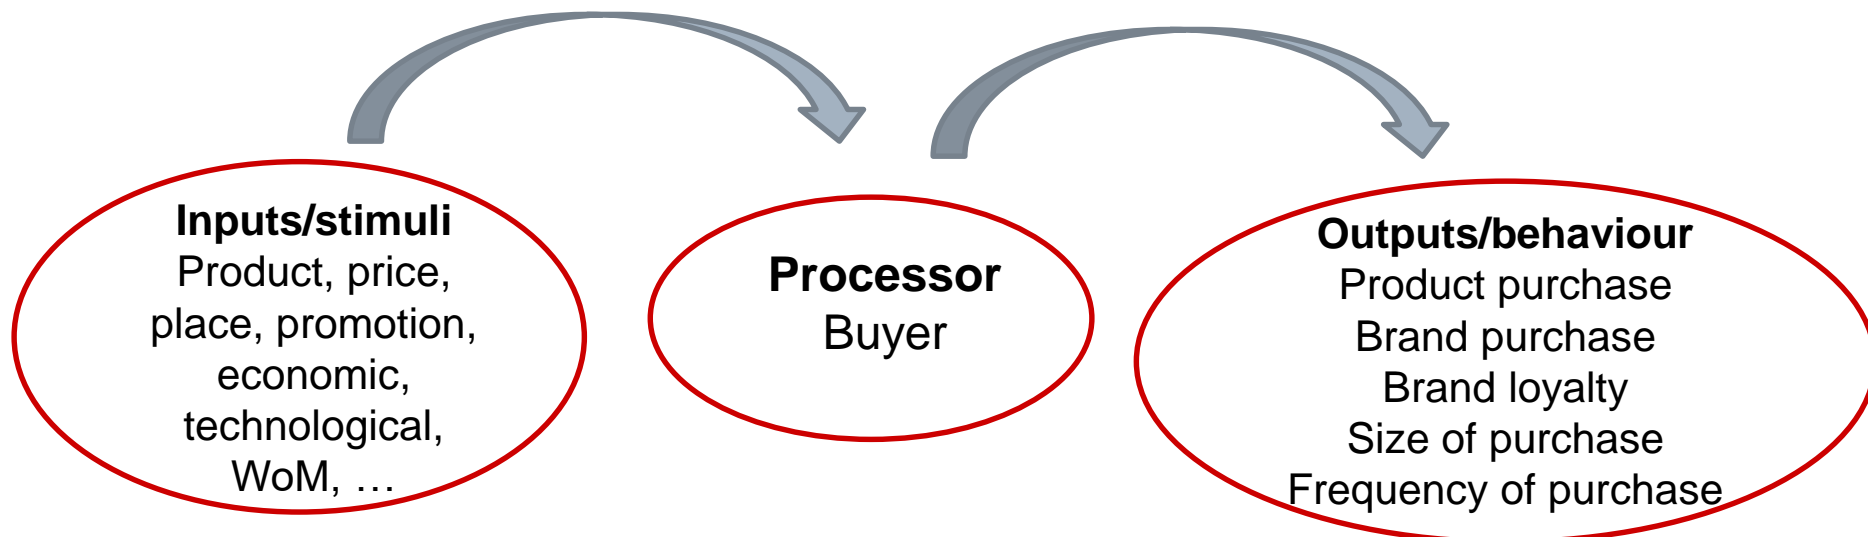 Inputs/stimuli
Product, price,
place, promotion,
economic,
technological,
WoM, …
Processor
Buyer
Outputs/behaviour
Product purchase
Brand purchase
Brand loyalty
Size of purchase
Frequency of purchase